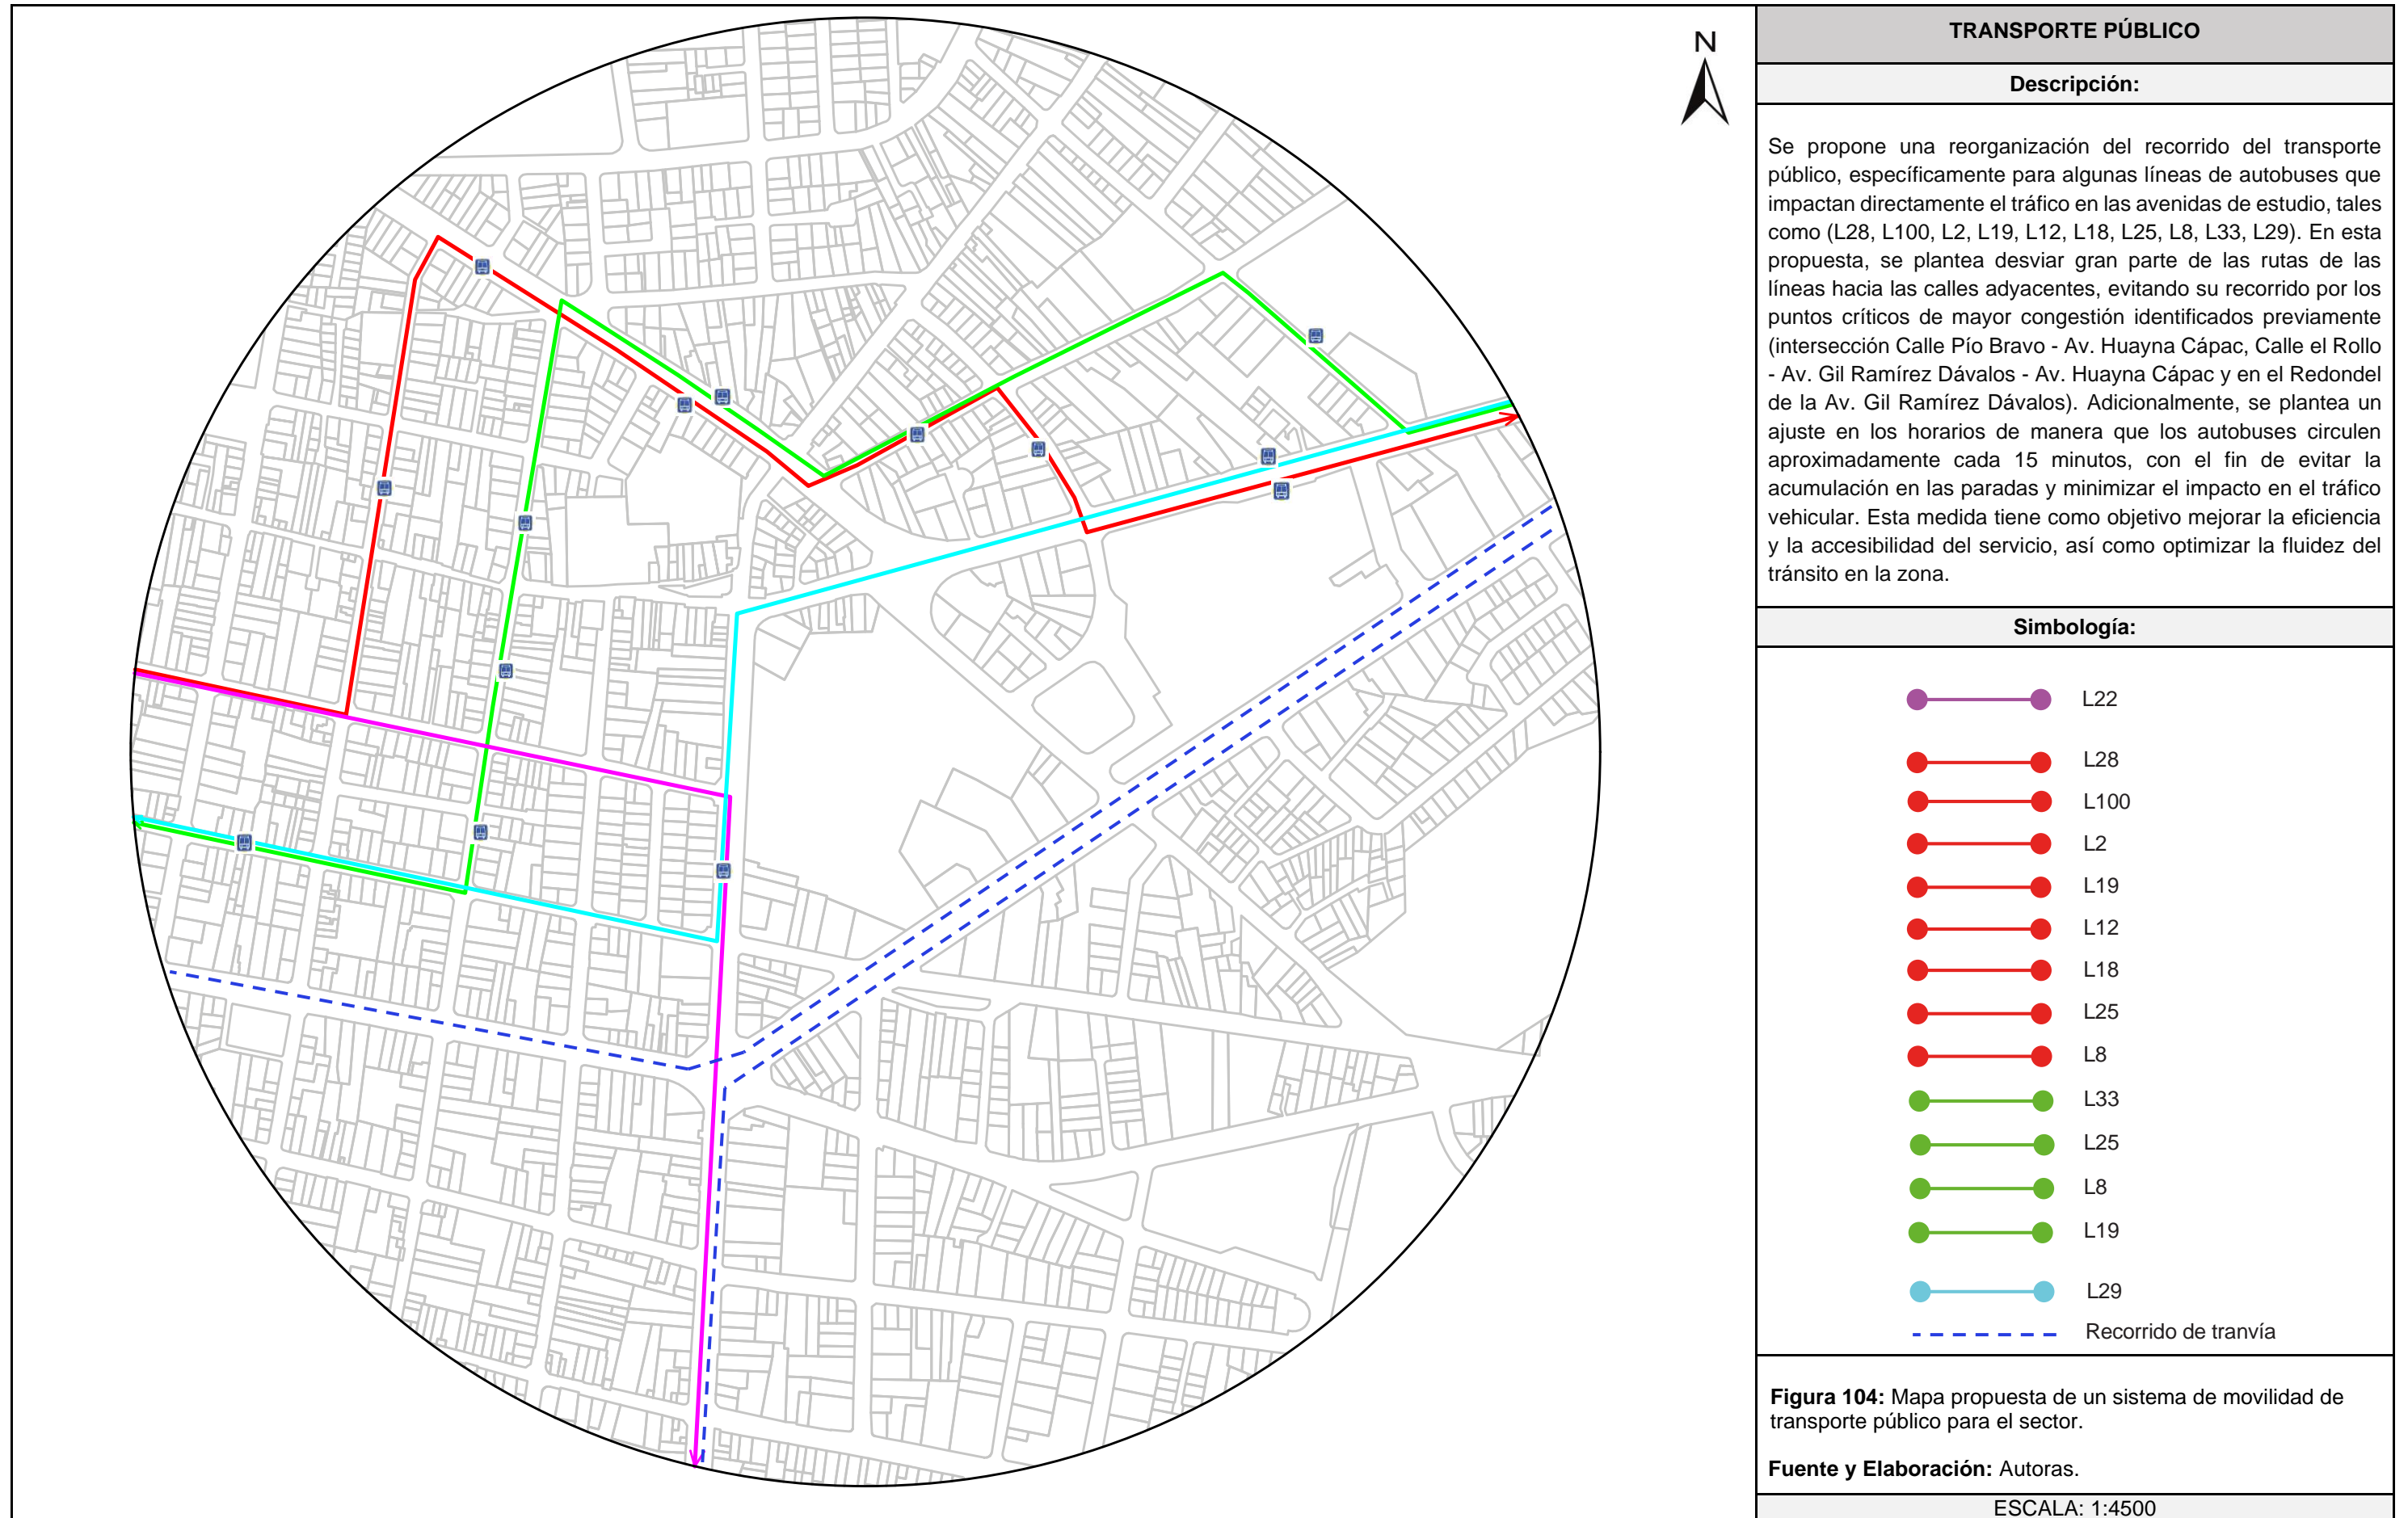 N
TRANSPORTE PÚBLICO
Descripción:
Se propone una reorganización del recorrido del transporte
público, específicamente para algunas líneas de autobuses que
impactan directamente el tráfico en las avenidas de estudio, tales
como (L28, L100, L2, L19, L12, L18, L25, L8, L33, L29). En esta
propuesta, se plantea desviar gran parte de las rutas de las
líneas hacia las calles adyacentes, evitando su recorrido por los
puntos críticos de mayor congestión identificados previamente
(intersección Calle Pío Bravo - Av. Huayna Cápac, Calle el Rollo
- Av. Gil Ramírez Dávalos - Av. Huayna Cápac y en el Redondel
de la Av. Gil Ramírez Dávalos). Adicionalmente, se plantea un
ajuste en los horarios de manera que los autobuses circulen
aproximadamente cada 15 minutos, con el fin de evitar la
acumulación en las paradas y minimizar el impacto en el tráfico
vehicular. Esta medida tiene como objetivo mejorar la eficiencia
y la accesibilidad del servicio, así como optimizar la fluidez del
tránsito en la zona.
Simbología:
L22
L28
L100
L2
L19
L12
L18
L25
L8
L33
L25
L8
L19
L29
Recorrido de tranvía
Figura 104: Mapa propuesta de un sistema de movilidad de
transporte público para el sector.
Fuente y Elaboración: Autoras.
ESCALA: 1:4500